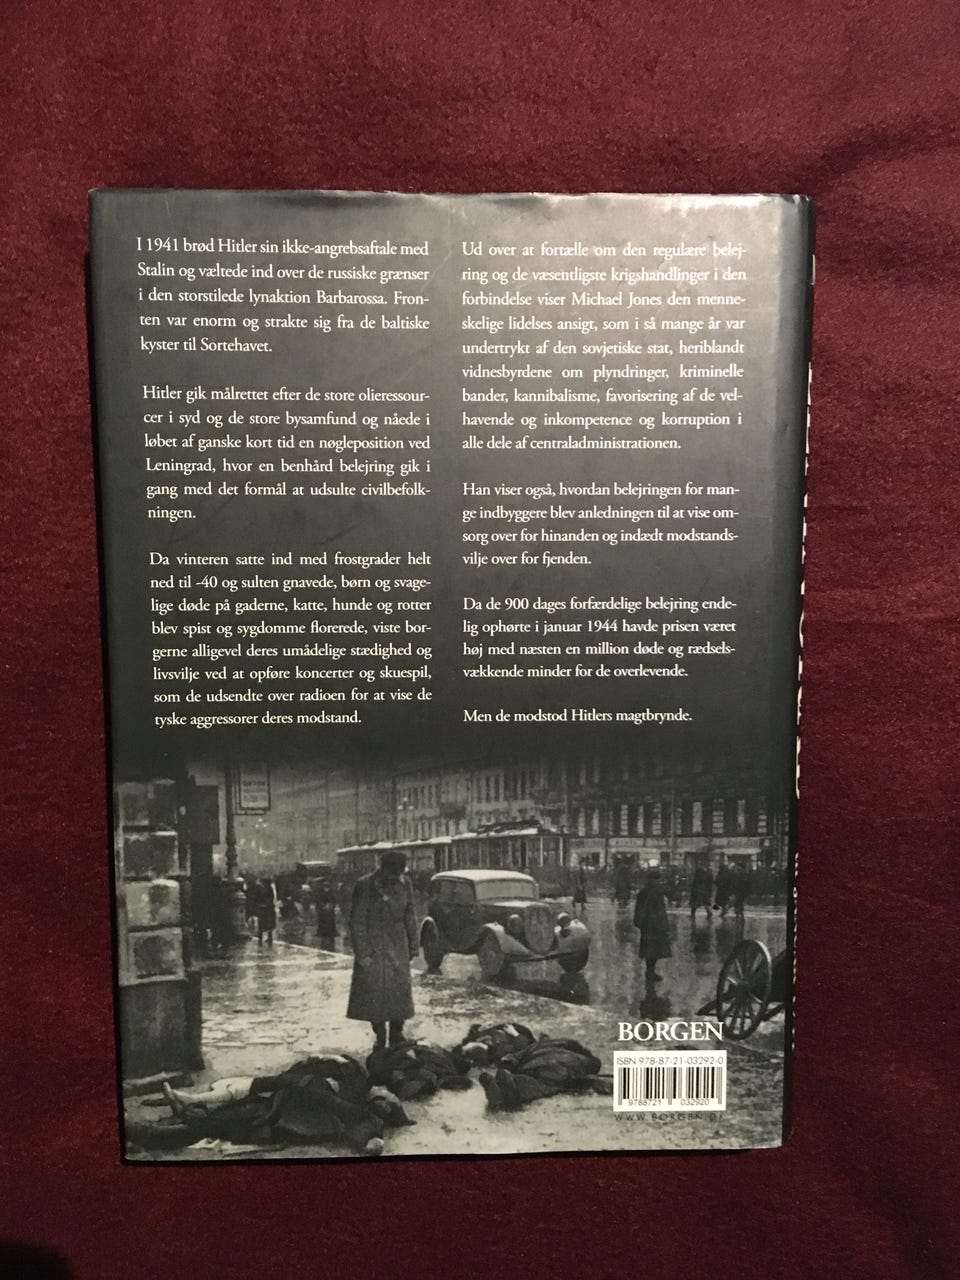 I 1941 brød Hitler sin ikke-angrebsaftale med
Stalin og væltede ind over de russiske grænser
i den storstilede lynaktion Barbarossa. Fron-
ten var enorm og strakte sig fra de baltiske
kyster til Sortehavet.
Hitler gik målrettet efter de store olieressour-
cer i syd og de store bysamfund og nåede i
løbet af ganske kort tid en nøgleposition ved
Leningrad, hvor en benhård belejring gik i
gang med det formål at udsulte civilbefolk-
ningen.
Da vinteren satte ind med frostgrader helt
ned til -40 og sulten gnavede, børn og svage-
lige døde på gaderne, katte, hunde og rotter
blev spist og sygdomme florerede, viste bor-
gerne alligevel deres umådelige stædighed og
livsvilje ved at opføre koncerter og skuespil,
som de udsendte over radioen for at vise de
tyske aggressorer deres modstand.
Ud over at fortælle om den regulære belej-
ring og de væsentligste krigshandlinger i den
forbindelse viser Michael Jones den menne-
skelige lidelses ansigt, som i så mange år var
undertrykt af den sovjetiske stat, heriblandt
vidnesbyrdene om plyndringer, kriminelle
bander, kannibalisme, favorisering af de vel-
havende og inkompetence og korruption i
alle dele af centraladministrationen.
Han viser også, hvordan belejringen for man-
ge indbyggere blev anledningen til at vise om-
sorg over for hinanden og indædt modstands-
vilje over for fjenden.
Da de 900 dages forfærdelige belejring ende-
lig ophørte i januar 1944 havde prisen været
høj med næsten en million døde og rædsels-
vækkende minder for de overlevende.
Men de modstod Hitlers magtbrynde.
BORGEN
ISBN 978-87-21-03292-0
9 788721 032920
WWW.BORGEN.DK